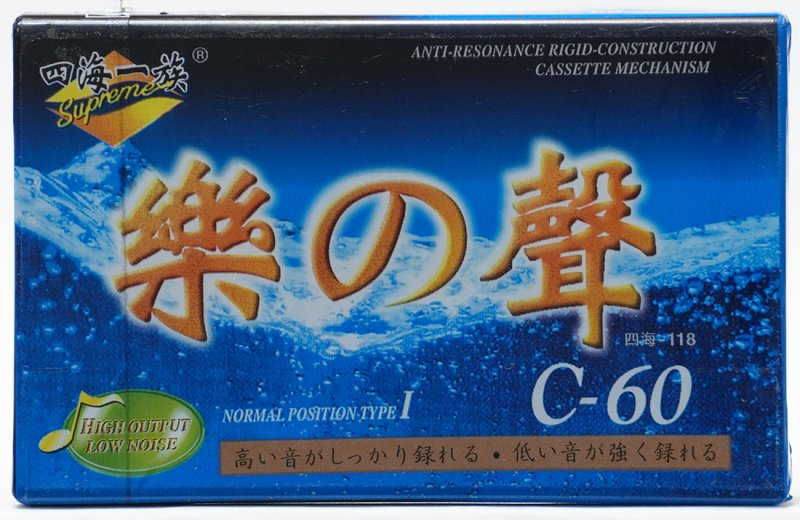 四海一族®
Supreme
ANTI-RESONANCE RIGID-CONSTRUCTION
CASSETTE MECHANISM
樂の聲
四海-118
C-60
NORMAL POSITION TYPE I
HIGH OUTPUT
LOW NOISE
高い音がしっかり録れる・低い音が強く録れる